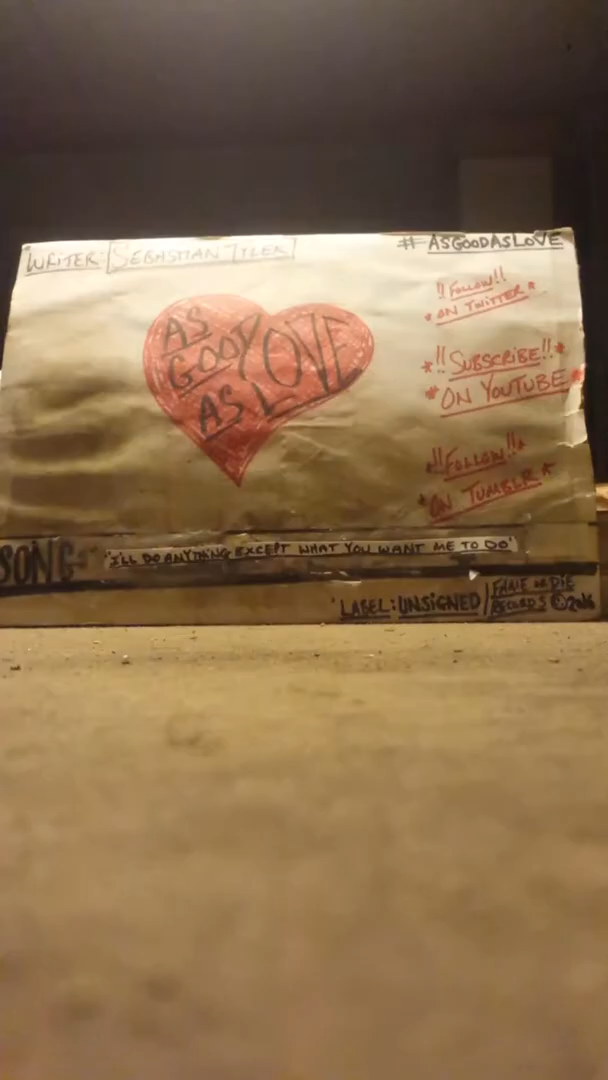 WRITER: SEBASTIAN TYLER
#ASGOODASLOVE
!!FOLLOW!!
*ON TWITTER*
*!!SUBSCRIBE!!*
*ON YOUTUBE*
*!!FOLLOW!!*
*ON TUMBLR*
AS
GOOD
AS LOVE
SONG- 'I'LL DO ANYTHING EXCEPT WHAT YOU WANT ME TO DO'
LABEL: UNSIGNED/
OR DIE
RECORDS © 2016